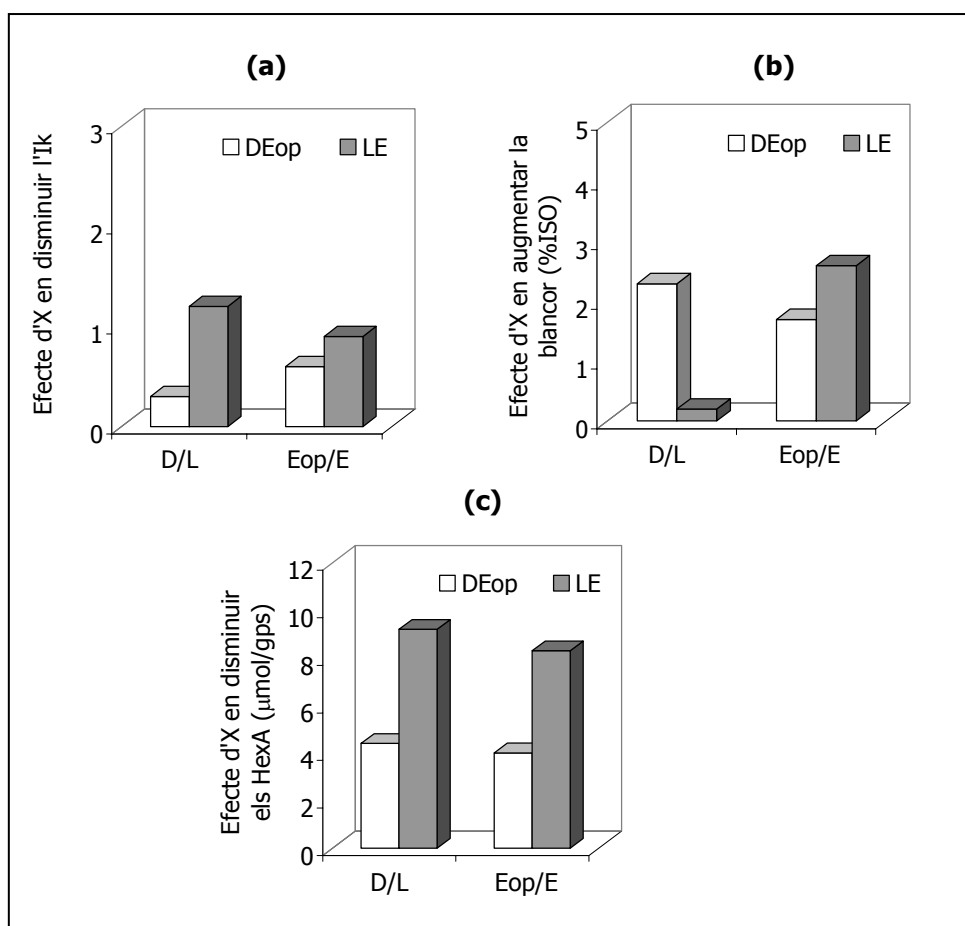 (a)
Efecte d'X en disminuir l'Ik
3
2
1
0
DEop
LE
D/L
Eop/E
(b)
Efecte d'X en augmentar la
blancor (%ISO)
5
4
3
2
1
0
DEop
LE
D/L
Eop/E
(c)
Efecte d'X en disminuir
els HexA (μmol/gps)
12
10
8
6
4
2
0
DEop
LE
D/L
Eop/E